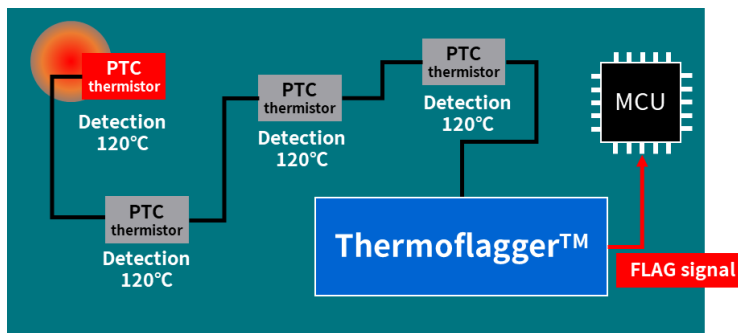 PTC
thermistor
Detection
120℃
PTC
thermistor
Detection
120℃
PTC
thermistor
Detection
120℃
MCU
PTC
thermistor
Detection
120℃
Thermoflagger™
FLAG signal